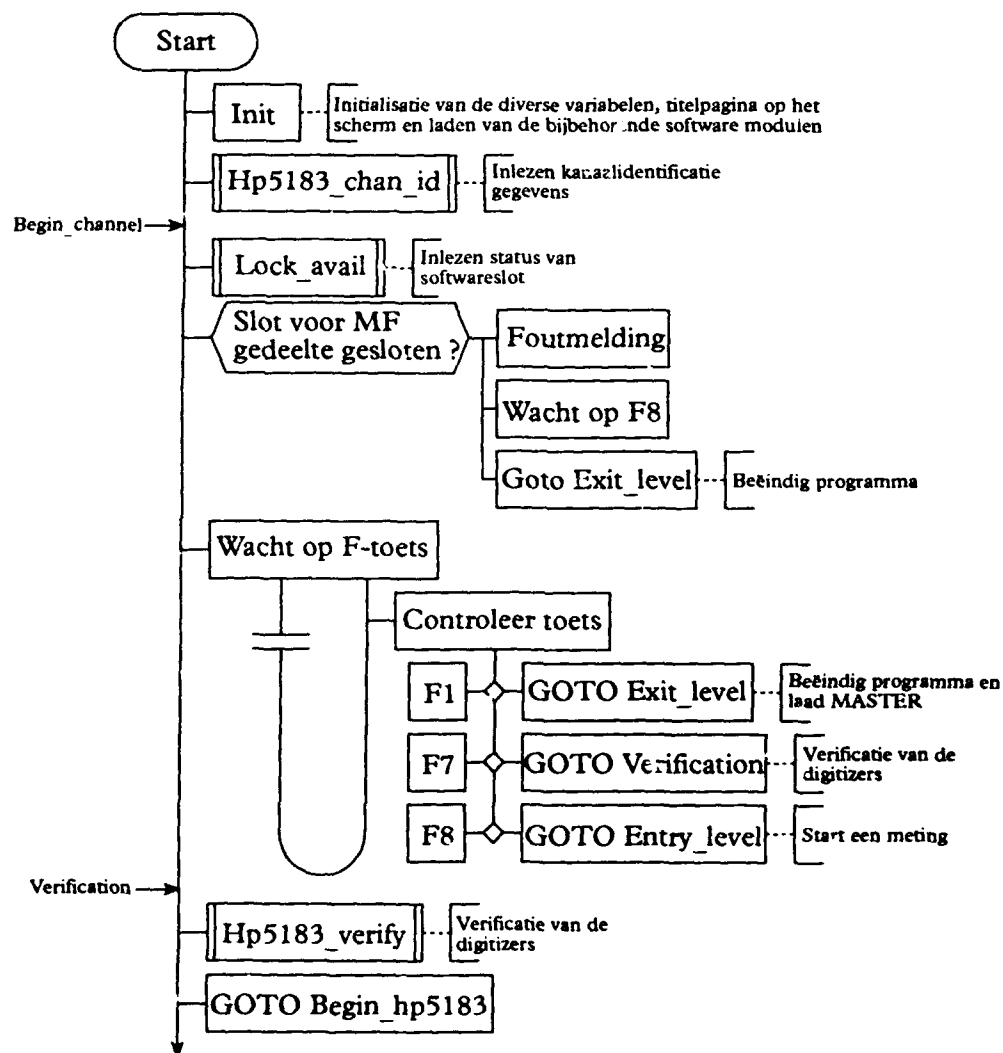 Start
Init
Initialisatie van de diverse variabelen, titelpagina op het
scherm en laden van de software modulen
Hp5183_chan_id
Inlezen
gegevens
Begin_channel
Lock_avail
Inlezen status van
softwareslot
Slot voor MF
gedeelte gesloten ?
Foutmelding
Wacht op F8
Goto Exit_level
Beëindig programma
Wacht op F-toets
Controleer toets
F1
GOTO Exit_level
Beëindig programma en
laad MASTER
F7
GOTO Verification
Verificatie van de
digitizers
F8
GOTO Entry_level
Start een meting
Verification
Hp5183_verify
Verificatie van de
digitizers
GOTO Begin_hp5183